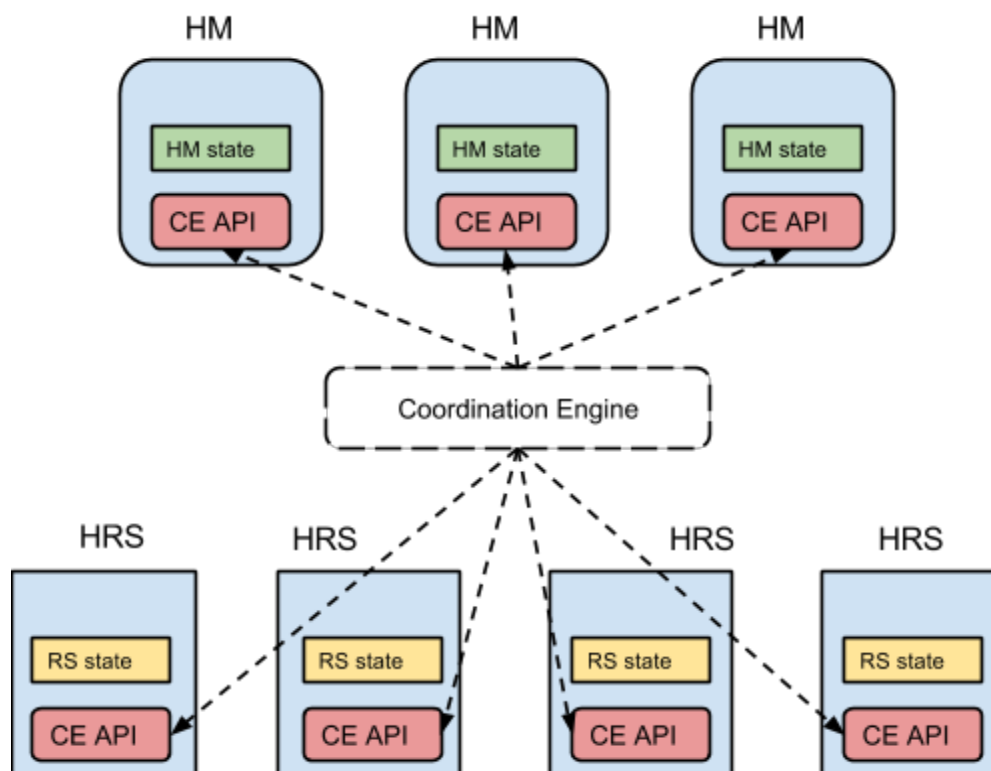 HM HM HM
HM state HM state HM state
CE API CE API CE API
Coordination Engine
HRS HRS HRS HRS
RS state RS state RS state RS state
CE API CE API CE API CE API